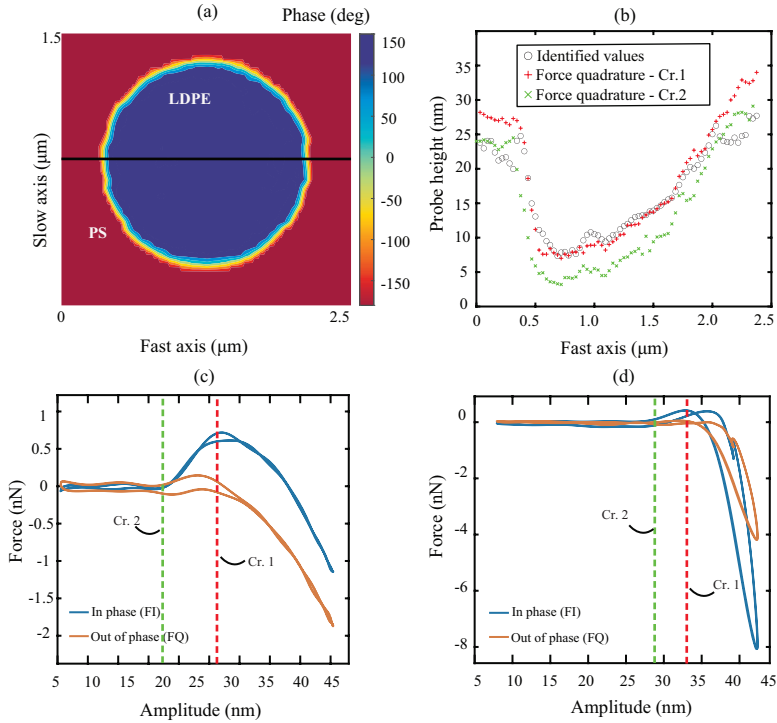 (a)
Phase (deg)
1.5
150
100
50
0
-50
-100
-150
LDPE
PS
Slow axis (μm)
0
2.5
Fast axis (μm)
(b)
Identified values
Force quadrature - Cr.1
Force quadrature - Cr.2
35
30
25
20
15
10
5
0
Probe height (nm)
0
0.5
1.0
1.5
2.0
2.5
Fast axis (μm)
(c)
1
0.5
0
-0.5
-1
-1.5
-2
Force (nN)
Cr. 2
Cr. 1
In phase (FI)
Out of phase (FQ)
5 10 15 20 25 30 35 40 45
Amplitude (nm)
(d)
0
-2
-4
-6
-8
Force (nN)
Cr. 2
Cr. 1
In phase (FI)
Out of phase (FQ)
5 10 15 20 25 30 35 40 45
Amplitude (nm)